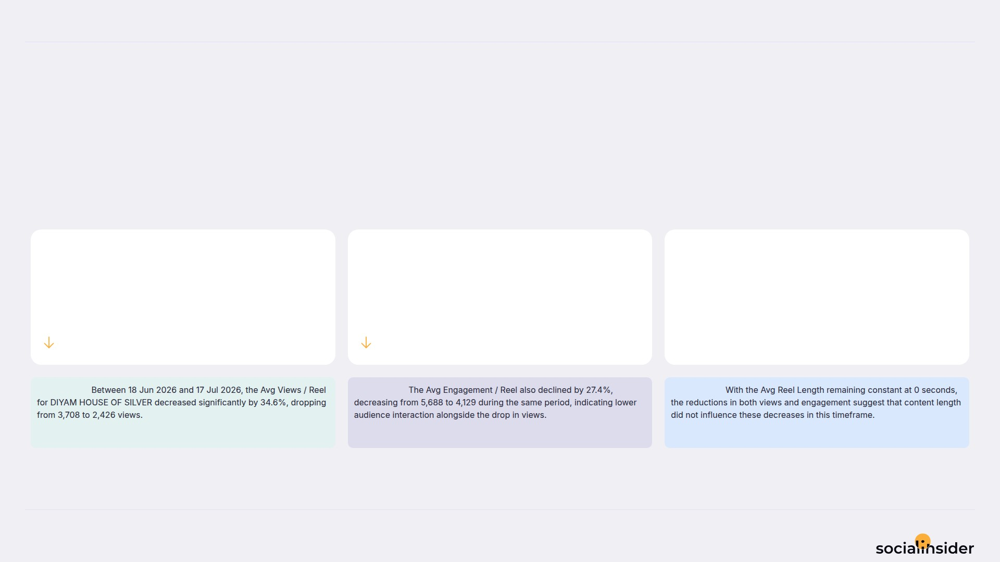 Between 18 Jun 2026 and 17 Jul 2026, the Avg Views / Reel
for DIYAM HOUSE OF SILVER decreased significantly by 34.6%, dropping
from 3,708 to 2,426 views.
The Avg Engagement / Reel also declined by 27.4%,
decreasing from 5,688 to 4,129 during the same period, indicating lower
audience interaction alongside the drop in views.
With the Avg Reel Length remaining constant at 0 seconds,
the reductions in both views and engagement suggest that content length
did not influence these decreases in this timeframe.
socialinsider